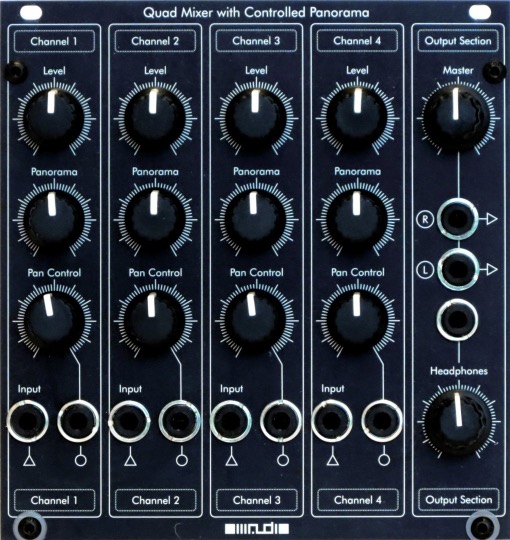 Quad Mixer with Controlled Panorama
Channel 1 Channel 2 Channel 3 Channel 4 Output Section
Level Level Level Level Master
Panorama Panorama Panorama Panorama
R
L
Pan Control Pan Control Pan Control Pan Control
Input Input Input Input Headphones
Channel 1 Channel 2 Channel 3 Channel 4 Output Section